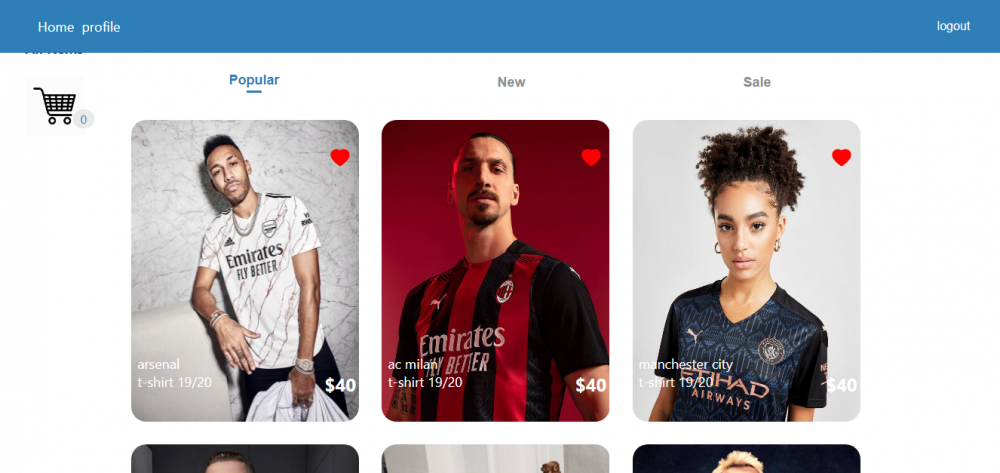 Home profile
logout
Popular
New
Sale
0
Emirates
FLY BETTER
arsenal
t-shirt 19/20
$40
Emirates
FLY BETTER
ac milan
t-shirt 19/20
$40
ETIHAD
AIRWAYS
manchester city
t-shirt 19/20
$40